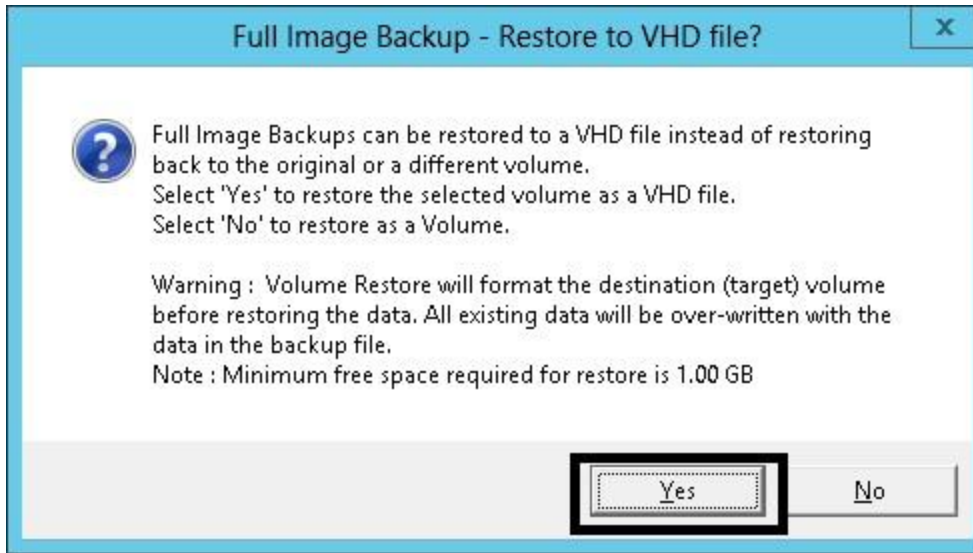 Full Image Backup - Restore to VHD file?
x
?
Full Image Backups can be restored to a VHD file instead of restoring
back to the original or a different volume.
Select 'Yes' to restore the selected volume as a VHD file.
Select 'No' to restore as a Volume.
Warning :  Volume Restore will format the destination (target) volume
before restoring the data. All existing data will be over-written with the
data in the backup file.
Note : Minimum free space required for restore is 1.00 GB
Yes
No